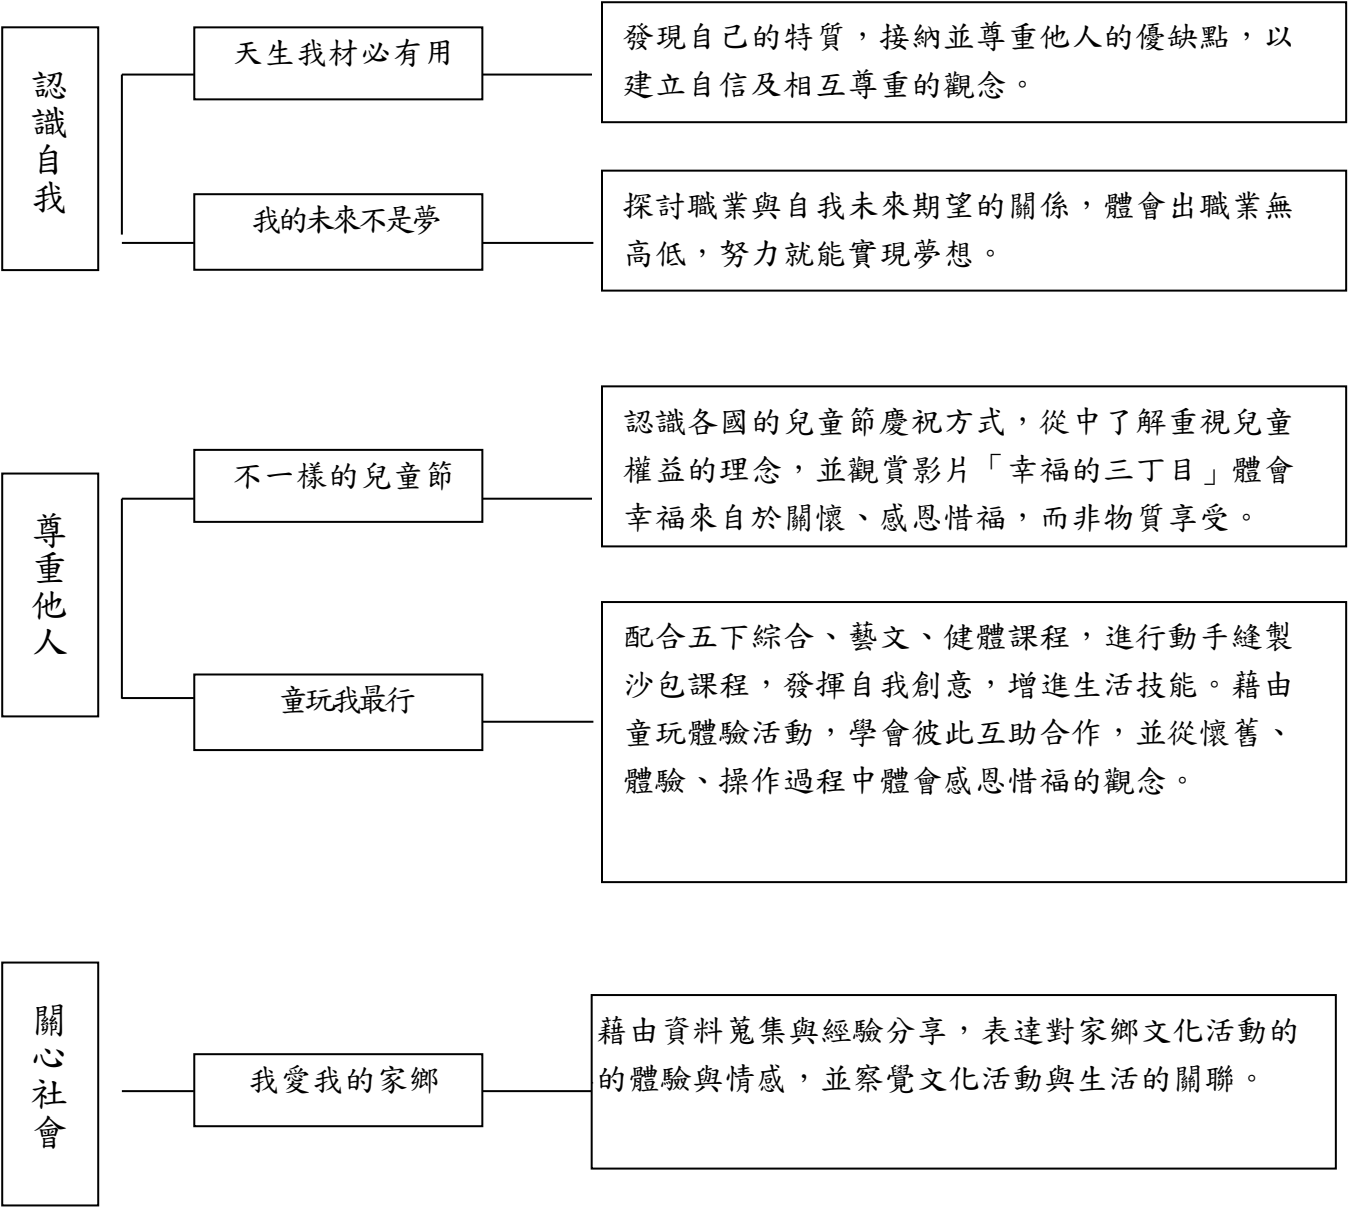 認識自我
天生我材必有用
發現自己的特質，接納並尊重他人的優缺點，以
建立自信及相互尊重的觀念。
我的未來不是夢
探討職業與自我未來期望的關係，體會出職業無
高低，努力就能實現夢想。
尊重他人
不一樣的兒童節
認識各國的兒童節慶祝方式，從中了解重視兒童
權益的理念，並觀賞影片「幸福的三丁目」體會
幸福來自於關懷、感恩惜福，而非物質享受。
童玩我最行
配合五下綜合、藝文、健體課程，進行動手縫製
沙包課程，發揮自我創意，增進生活技能。藉由
童玩體驗活動，學會彼此互助合作，並從懷舊、
體驗、操作過程中體會感恩惜福的觀念。
關心社會
我愛我的家鄉
藉由資料蒐集與經驗分享，表達對家鄉文化活動的
的體驗與情感，並察覺文化活動與生活的關聯。